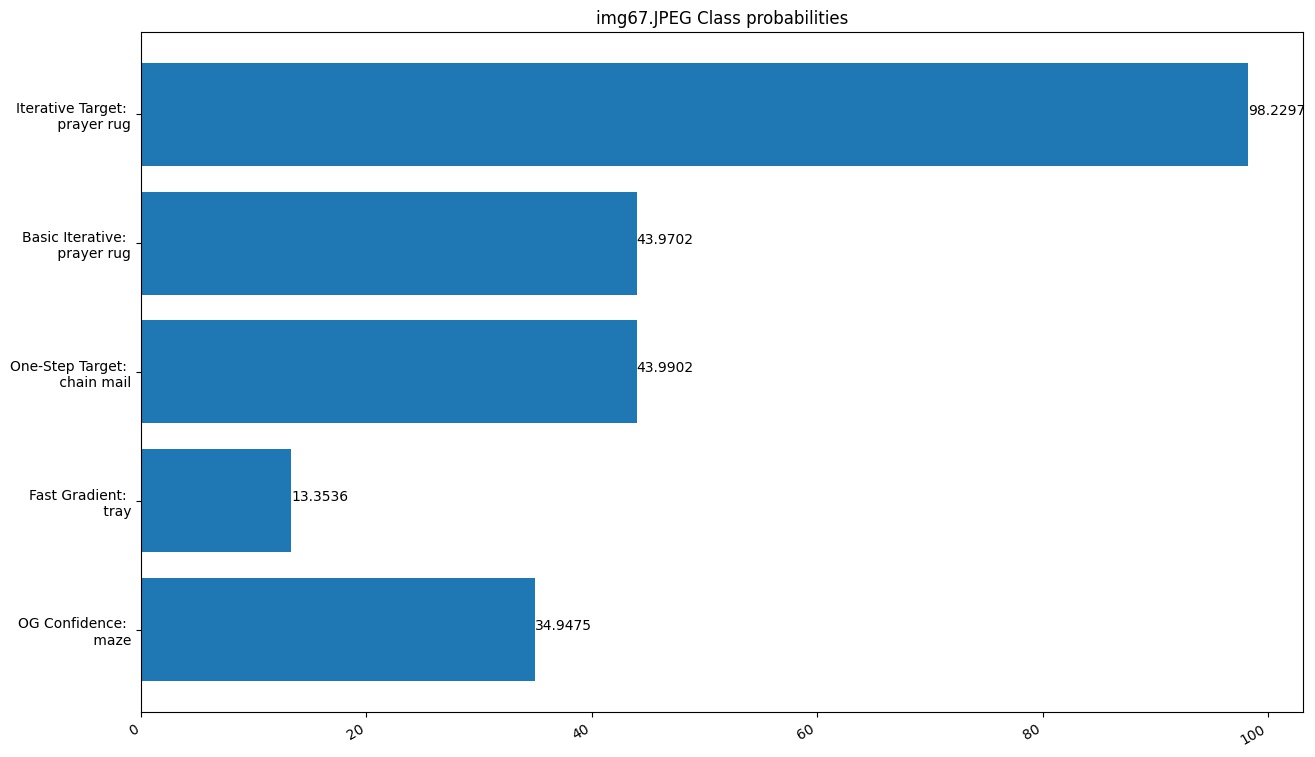 img67.JPEG Class probabilities
Iterative Target:
prayer rug
98.2297
Basic Iterative:
prayer rug
43.9702
One-Step Target:
chain mail
43.9902
Fast Gradient:
tray
13.3536
OG Confidence:
maze
34.9475
0
20
40
60
80
100